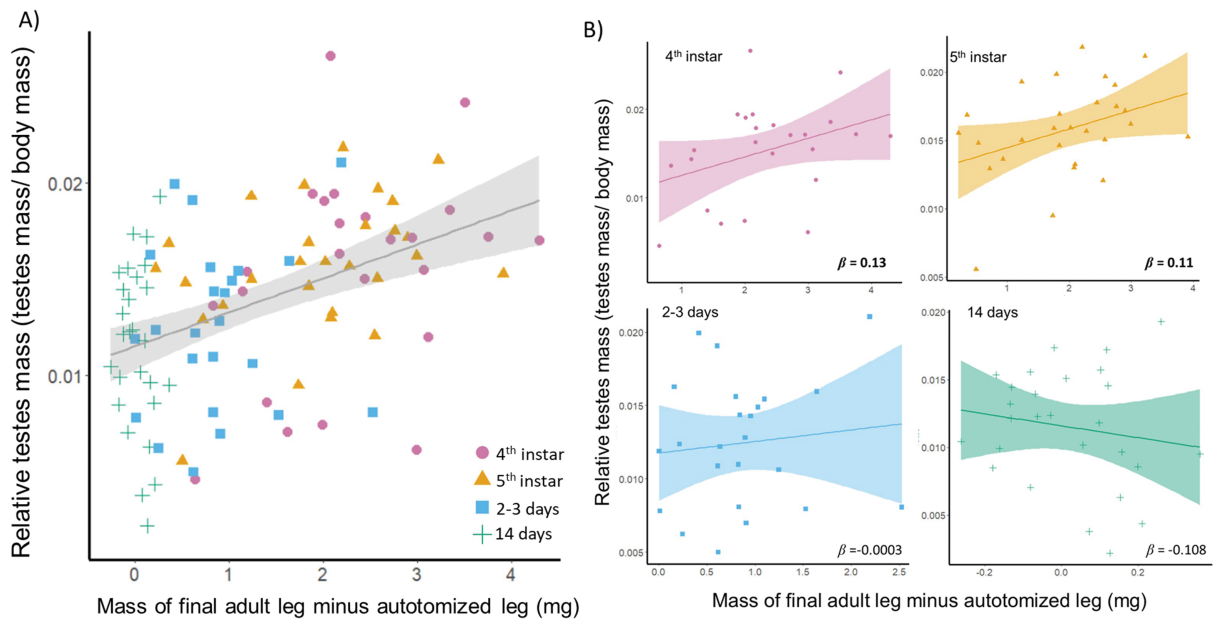 A)
Relative testes mass (testes mass/ body mass)
0.02
0.01
0
1
2
3
4
4th instar
5th instar
2-3 days
14 days
Mass of final adult leg minus autotomized leg (mg)
B)
Relative testes mass (testes mass/ body mass)
4th instar
0.02
0.01
1
2
3
4
β = 0.13
5th instar
0.020
0.015
0.010
0.005
1
2
3
4
β = 0.11
2-3 days
0.020
0.015
0.010
0.005
0.0
0.5
1.0
1.5
2.0
2.5
β =-0.0003
14 days
0.020
0.015
0.010
0.005
-0.2
0.0
0.2
β =-0.108
Mass of final adult leg minus autotomized leg (mg)